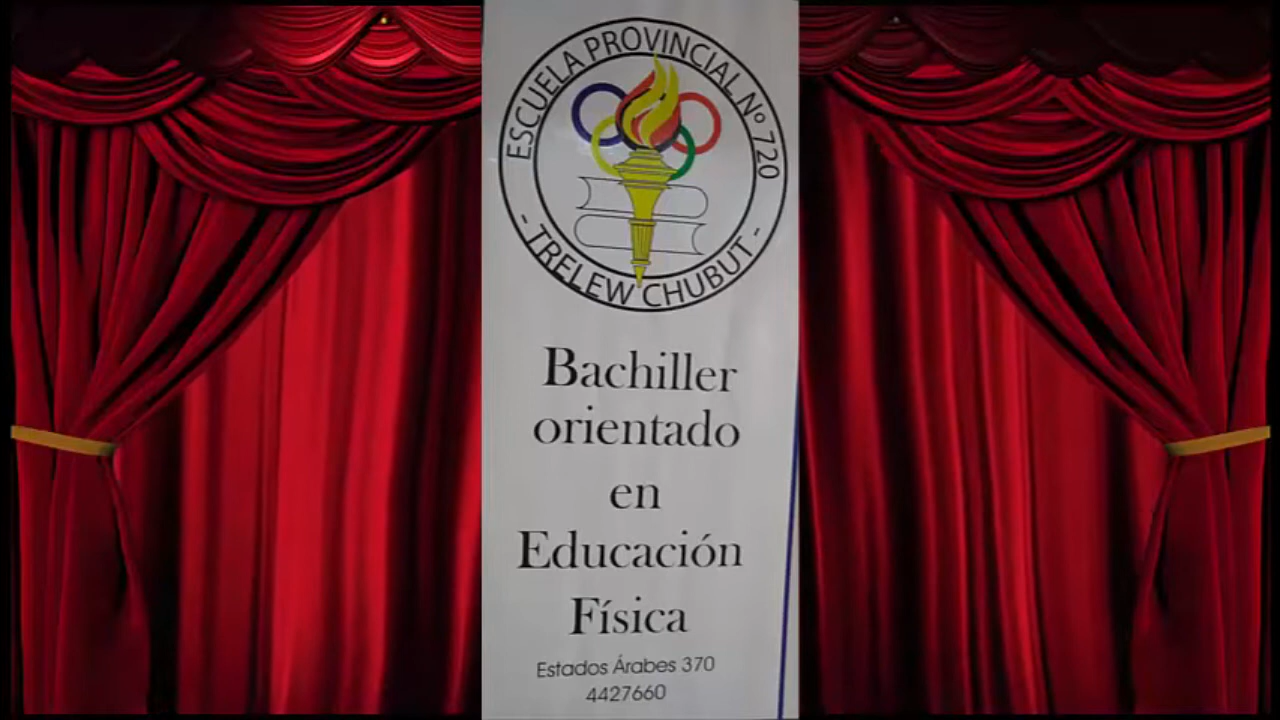 ESCUELA PROVINCIAL Nº 720
- TRELEW CHUBUT -
Bachiller
orientado
en
Educación
Física
Estados Árabes 370
4427660